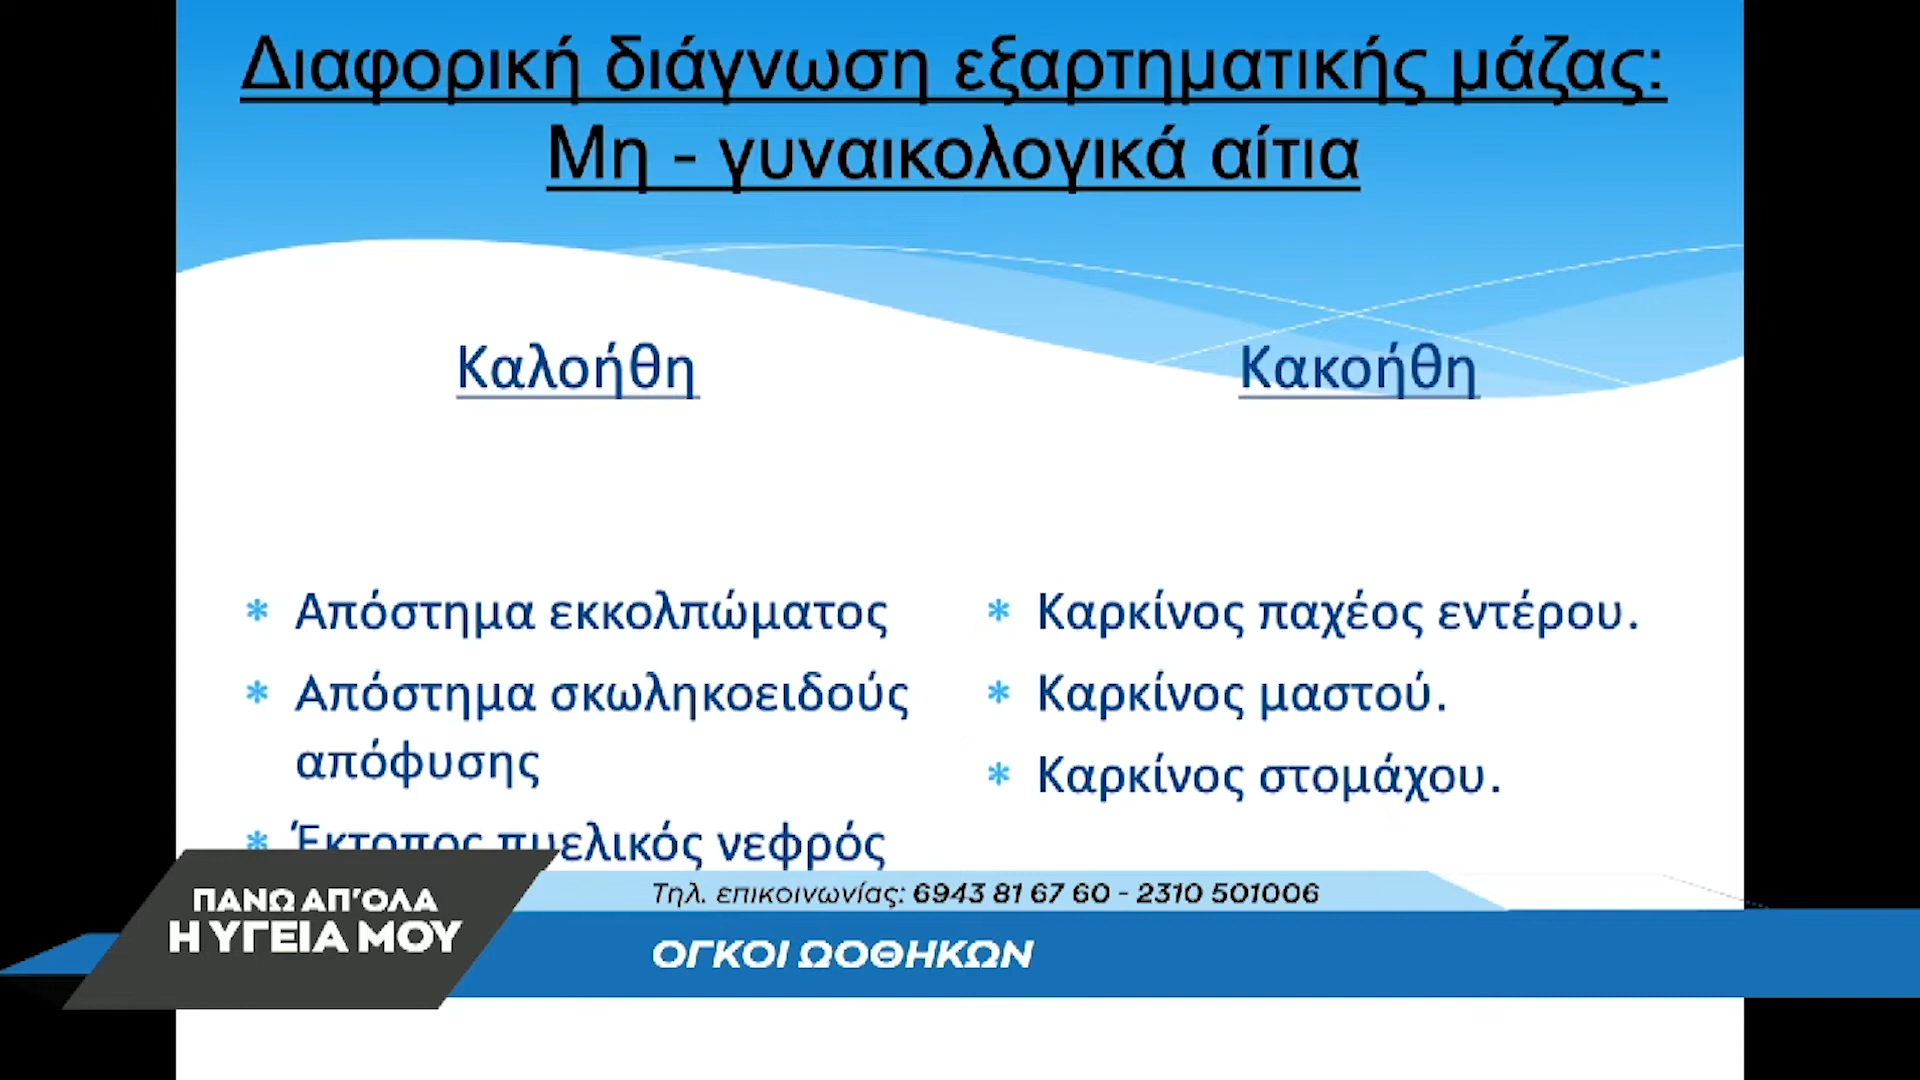 Διαφορική διάγνωση εξαρτηματικής μάζας:
Μη - γυναικολογικά αίτια
Καλοήθη
* Απόστημα εκκολπώματος
* Απόστημα σκωληκοειδούς
απόφυσης
* Έκτοπος πυελικός νεφρός
Κακοήθη
* Καρκίνος παχέος εντέρου.
* Καρκίνος μαστού.
* Καρκίνος στομάχου.
ΠΑΝΩ ΑΠ'ΟΛΑ
Η ΥΓΕΙΑ ΜΟΥ
Τηλ. επικοινωνίας: 6943 81 67 60 - 2310 501006
ΟΓΚΟΙ ΩΟΘΗΚΩΝ